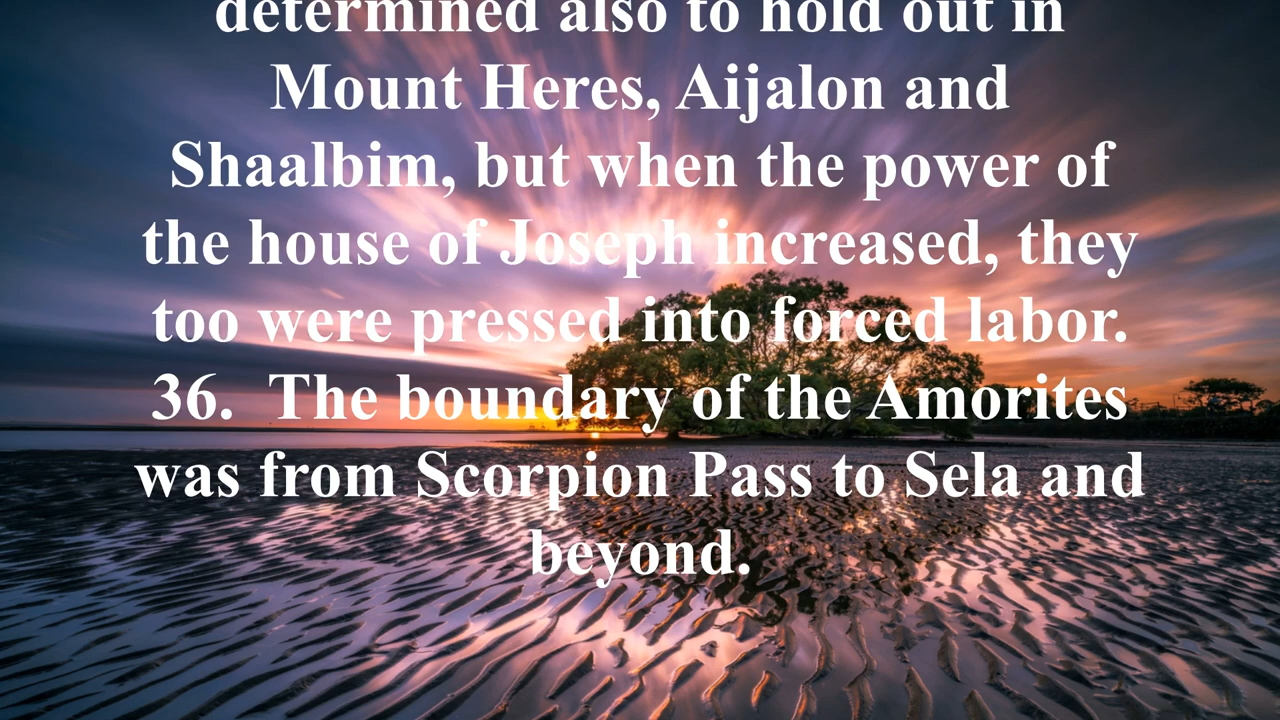 determined also to hold out in
Mount Heres, Aijalon and
Shaalbim, but when the power of
the house of Joseph increased, they
too were pressed into forced labor.
36.  The boundary of the Amorites
was from Scorpion Pass to Sela and
beyond.